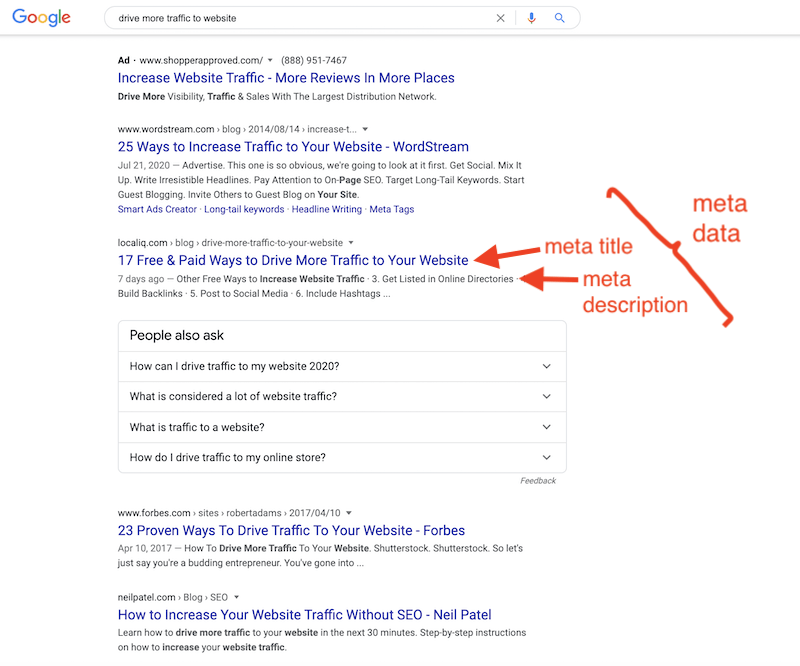 Google
drive more traffic to website
Ad · www.shopperapproved.com/ (888) 951-7467
Increase Website Traffic - More Reviews In More Places
Drive More Visibility, Traffic & Sales With The Largest Distribution Network.
www.wordstream.com › blog › 2014/08/14 › increase-t...
25 Ways to Increase Traffic to Your Website - WordStream
Jul 21, 2020 — Advertise. This one is so obvious, we're going to look at it first. Get Social. Mix It
Up. Write Irresistible Headlines. Pay Attention to On-Page SEO. Target Long-Tail Keywords. Start
Guest Blogging. Invite Others to Guest Blog on Your Site.
Smart Ads Creator · Long-tail keywords · Headline Writing · Meta Tags
meta
data
localiq.com › blog › drive-more-traffic-to-your-website
17 Free & Paid Ways to Drive More Traffic to Your Website
meta title
7 days ago — Other Free Ways to Increase Website Traffic · 3. Get Listed in Online Directories ·
Build Backlinks · 5. Post to Social Media · 6. Include Hashtags ...
meta
description
People also ask
How can I drive traffic to my website 2020?
What is considered a lot of website traffic?
What is traffic to a website?
How do I drive traffic to my online store?
Feedback
www.forbes.com › sites › robertadams › 2017/04/10
23 Proven Ways To Drive Traffic To Your Website - Forbes
Apr 10, 2017 — How To Drive More Traffic To Your Website. Shutterstock. Shutterstock. So let's
just say you're a budding entrepreneur. You've gone into ...
neilpatel.com › Blog › SEO
How to Increase Your Website Traffic Without SEO - Neil Patel
Learn how to drive more traffic to your website in the next 30 minutes. Step-by-step instructions
on how to increase your website traffic.